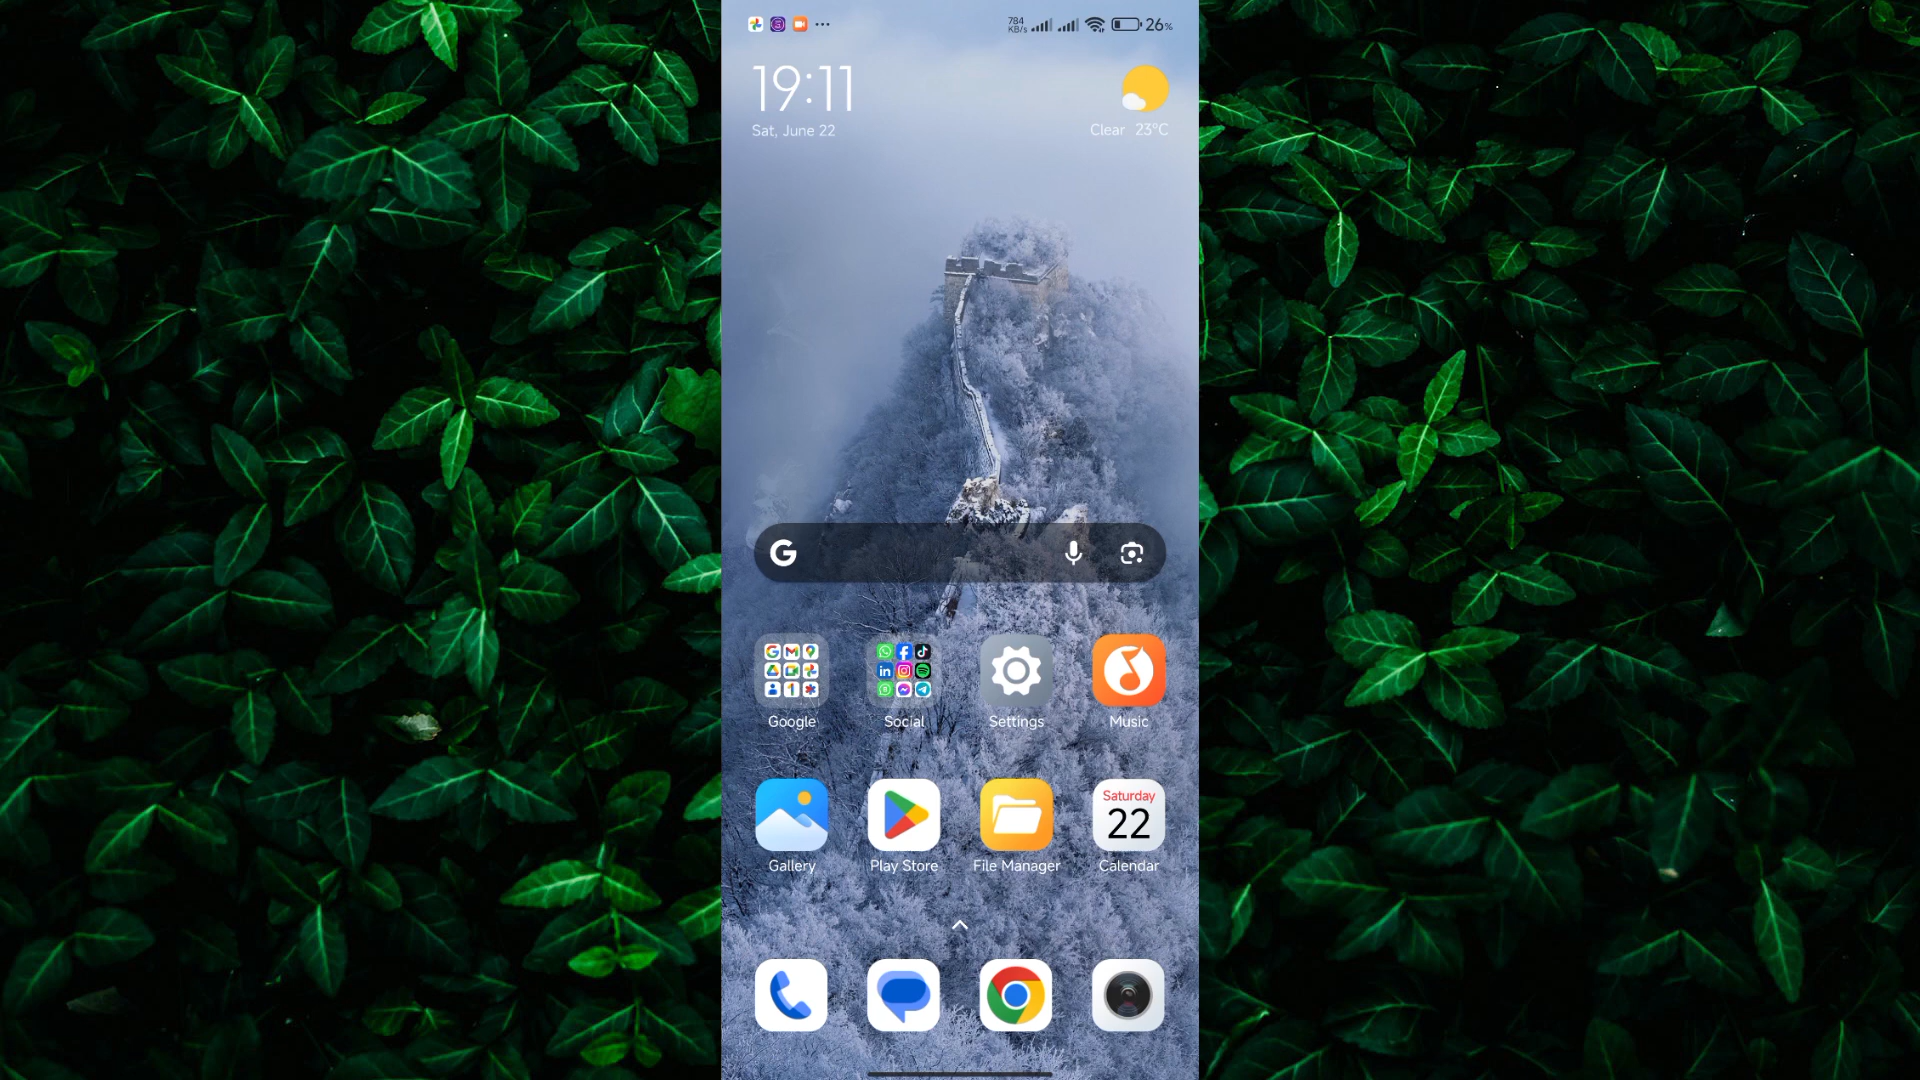 784
KB/s
26%
19:11
Sat, June 22
Clear 23°C
G
Google
Social
Settings
Music
Saturday
22
Gallery
Play Store
File Manager
Calendar